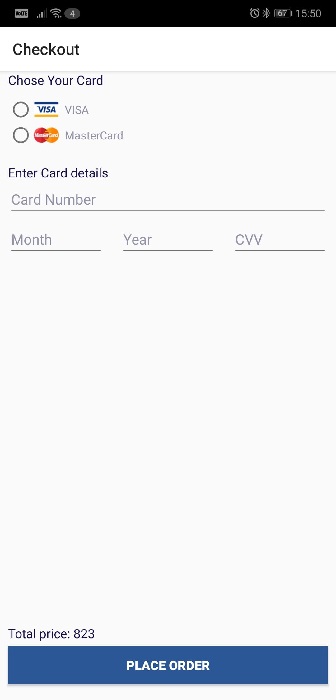 4 67 15:50
Checkout
Chose Your Card
VISA VISA
MasterCard MasterCard
Enter Card details
Card Number
Month Year CVV
Total price: 823
PLACE ORDER